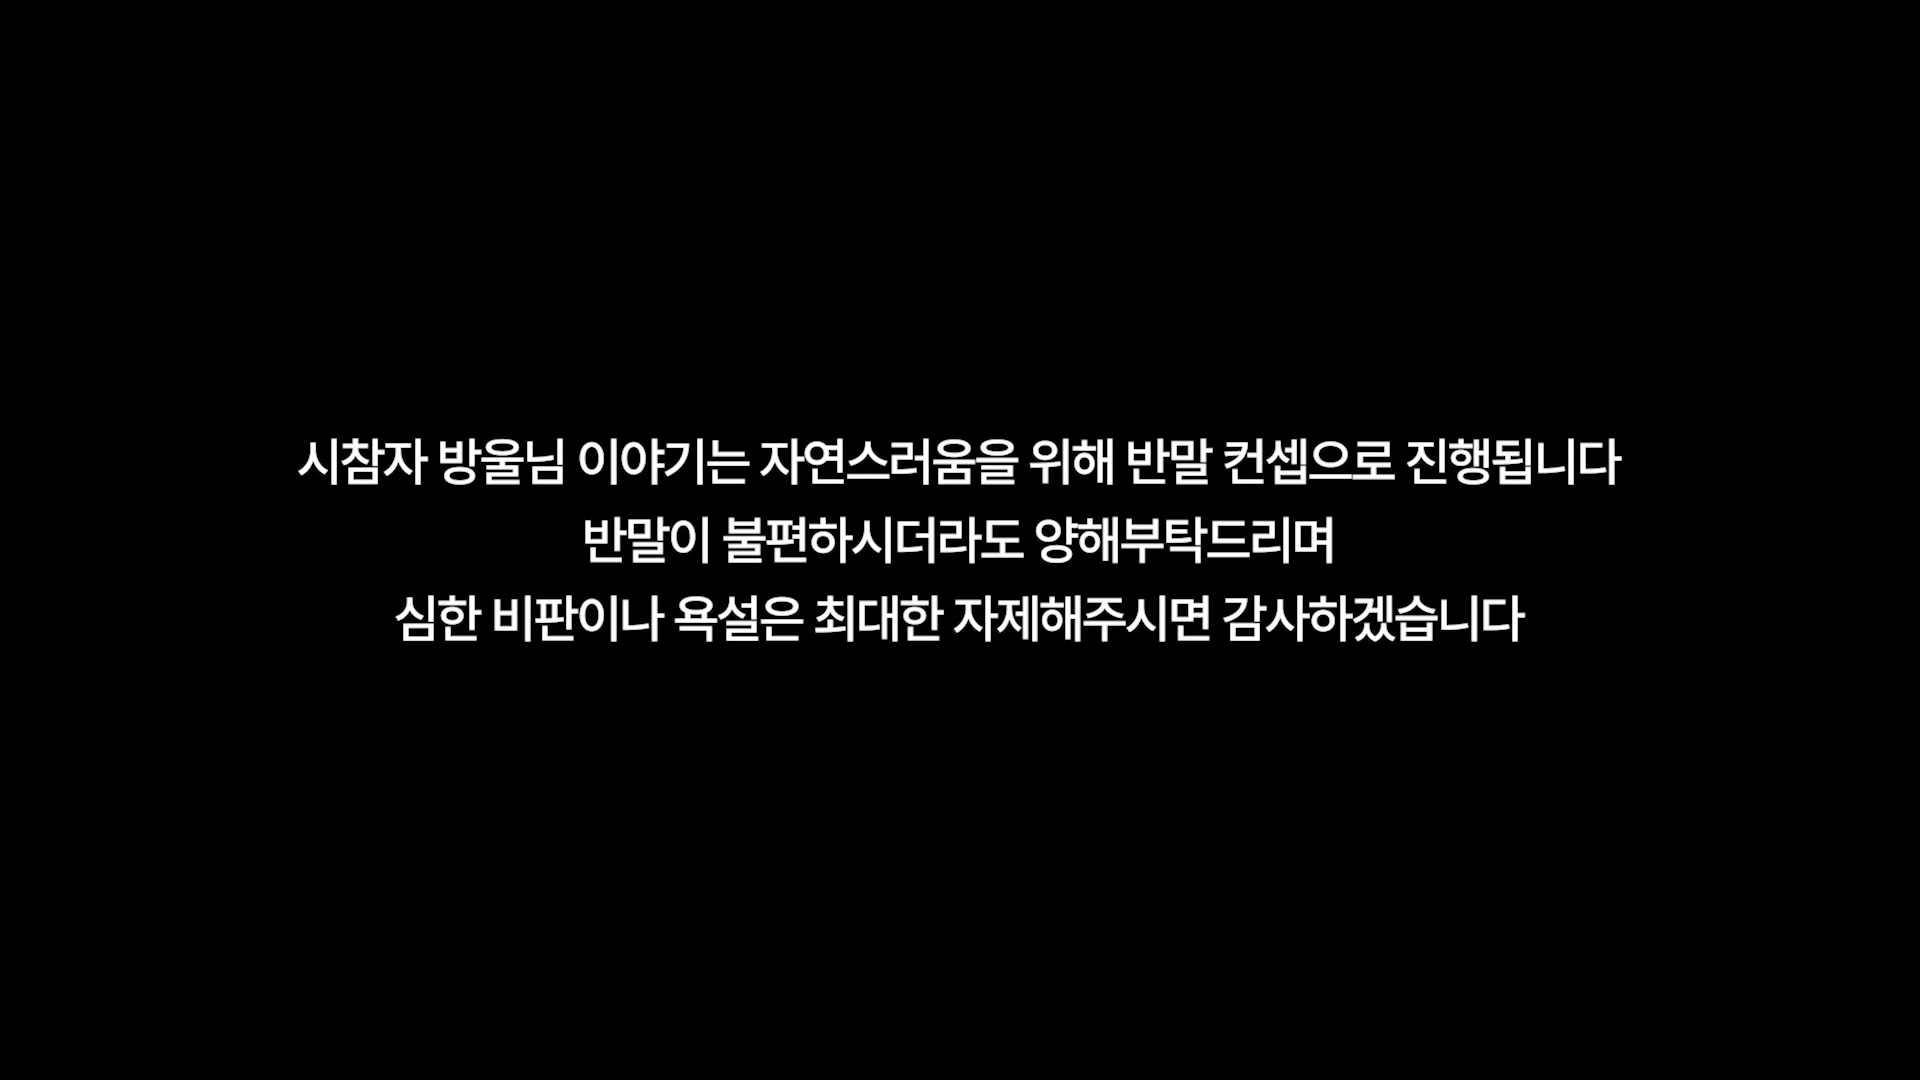 시참자 방울님 이야기는 자연스러움을 위해 반말 컨셉으로 진행됩니다
반말이 불편하시더라도 양해부탁드리며
심한 비판이나 욕설은 최대한 자제해주시면 감사하겠습니다